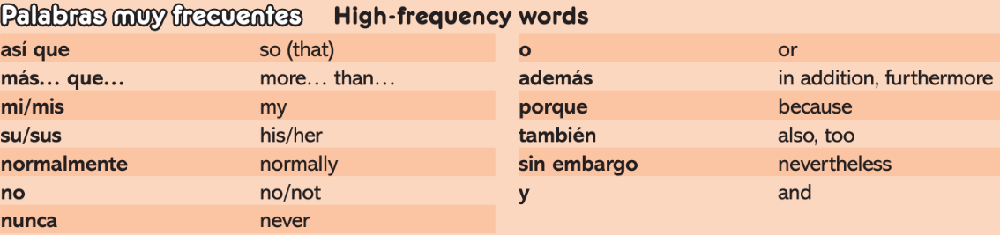 Palabras muy frecuentes High-frequency words
así que so (that)
más... que... more... than...
mi/mis my
su/sus his/her
normalmente normally
no no/not
nunca never
o or
además in addition, furthermore
porque because
también also, too
sin embargo nevertheless
y and